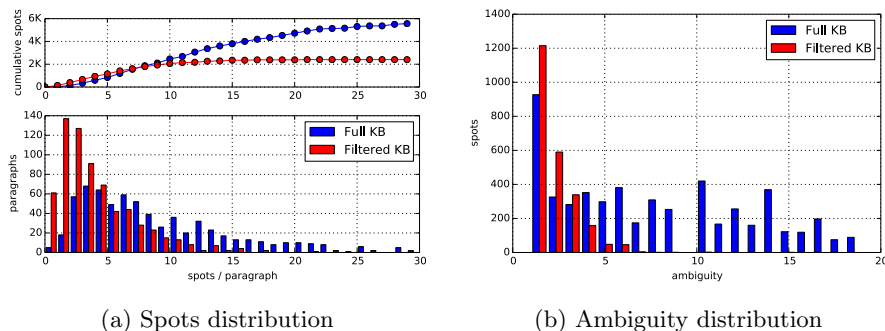 cumulative spots
6K
4K
2K
0
0 5 10 15 20 25 30
paragraphs
140
120
100
80
60
40
20
0
Full KB
Filtered KB
0 5 10 15 20 25 30
spots / paragraph
(a) Spots distribution
spots
1400
1200
1000
800
600
400
200
0
Full KB
Filtered KB
0 5 10 15 20
ambiguity
(b) Ambiguity distribution